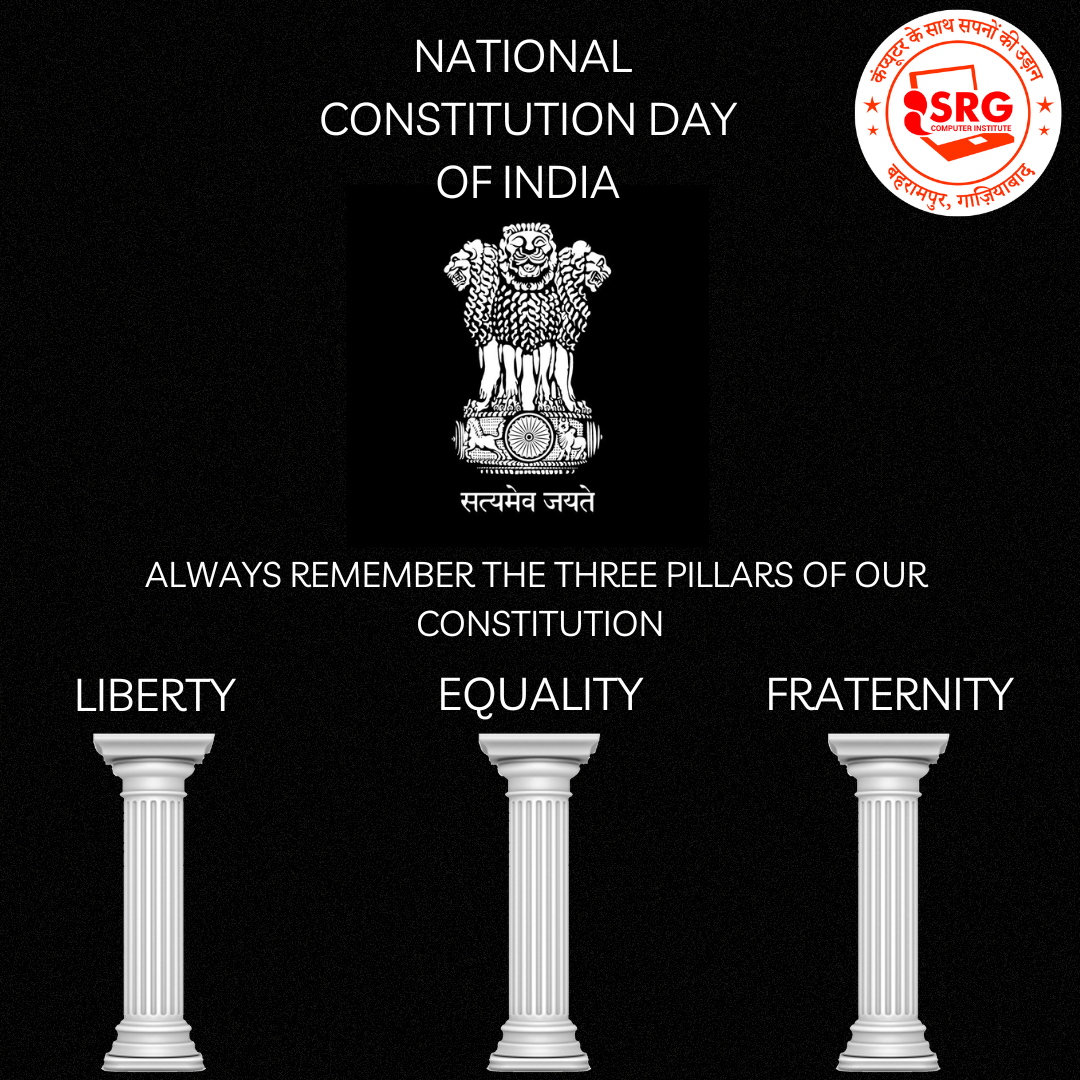 NATIONAL
CONSTITUTION DAY
OF INDIA
कंप्यूटर के साथ सपनों की उड़ान
SRG
COMPUTER INSTITUTE
बहरामपुर, गाज़ियाबाद
सत्यमेव जयते
ALWAYS REMEMBER THE THREE PILLARS OF OUR
CONSTITUTION
LIBERTY EQUALITY FRATERNITY